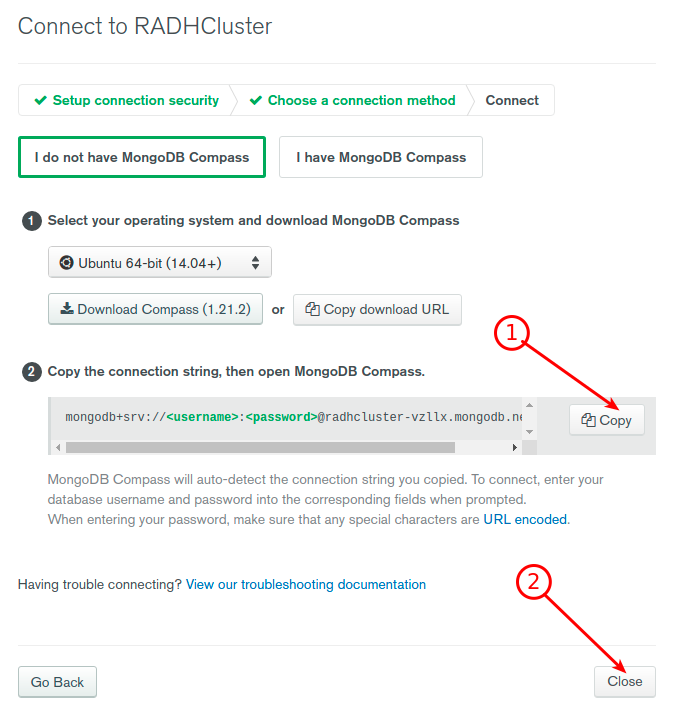 Connect to RADHCluster
Setup connection security Choose a connection method Connect
I do not have MongoDB Compass I have MongoDB Compass
1 Select your operating system and download MongoDB Compass
Ubuntu 64-bit (14.04+)
Download Compass (1.21.2) or Copy download URL
1
2 Copy the connection string, then open MongoDB Compass.
mongodb+srv://<username>:<password>@radhcluster-vzllx.mongodb.ne Copy
MongoDB Compass will auto-detect the connection string you copied. To connect, enter your
database username and password into the corresponding fields when prompted.
When entering your password, make sure that any special characters are URL encoded.
Having trouble connecting? View our troubleshooting documentation
2
Go Back Close